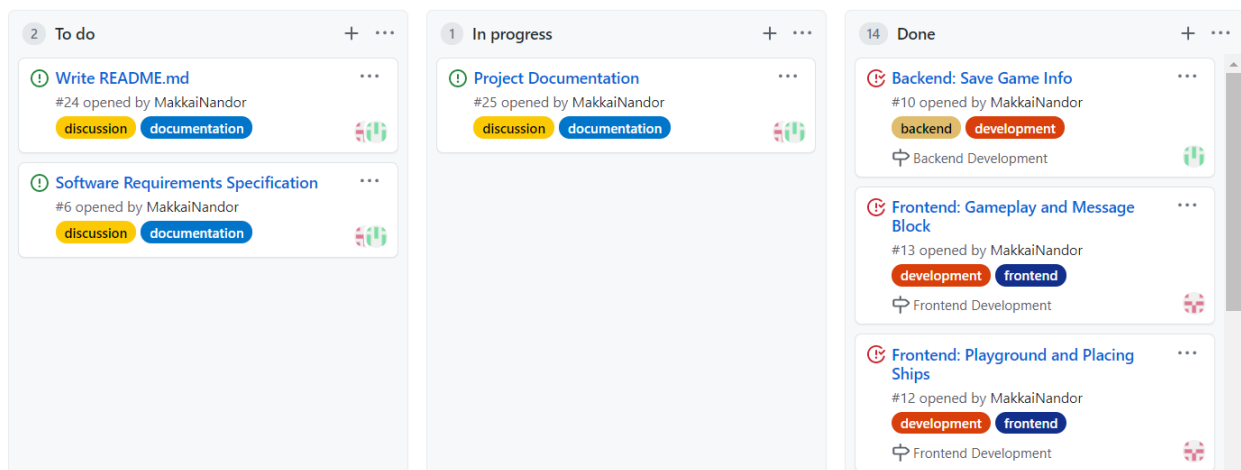 2 To do
Write README.md
#24 opened by MakkaiNandor
discussion documentation
Software Requirements Specification
#6 opened by MakkaiNandor
discussion documentation
1 In progress
Project Documentation
#25 opened by MakkaiNandor
discussion documentation
14 Done
Backend: Save Game Info
#10 opened by MakkaiNandor
backend development
Backend Development
Frontend: Gameplay and Message
Block
#13 opened by MakkaiNandor
development frontend
Frontend Development
Frontend: Playground and Placing
Ships
#12 opened by MakkaiNandor
development frontend
Frontend Development